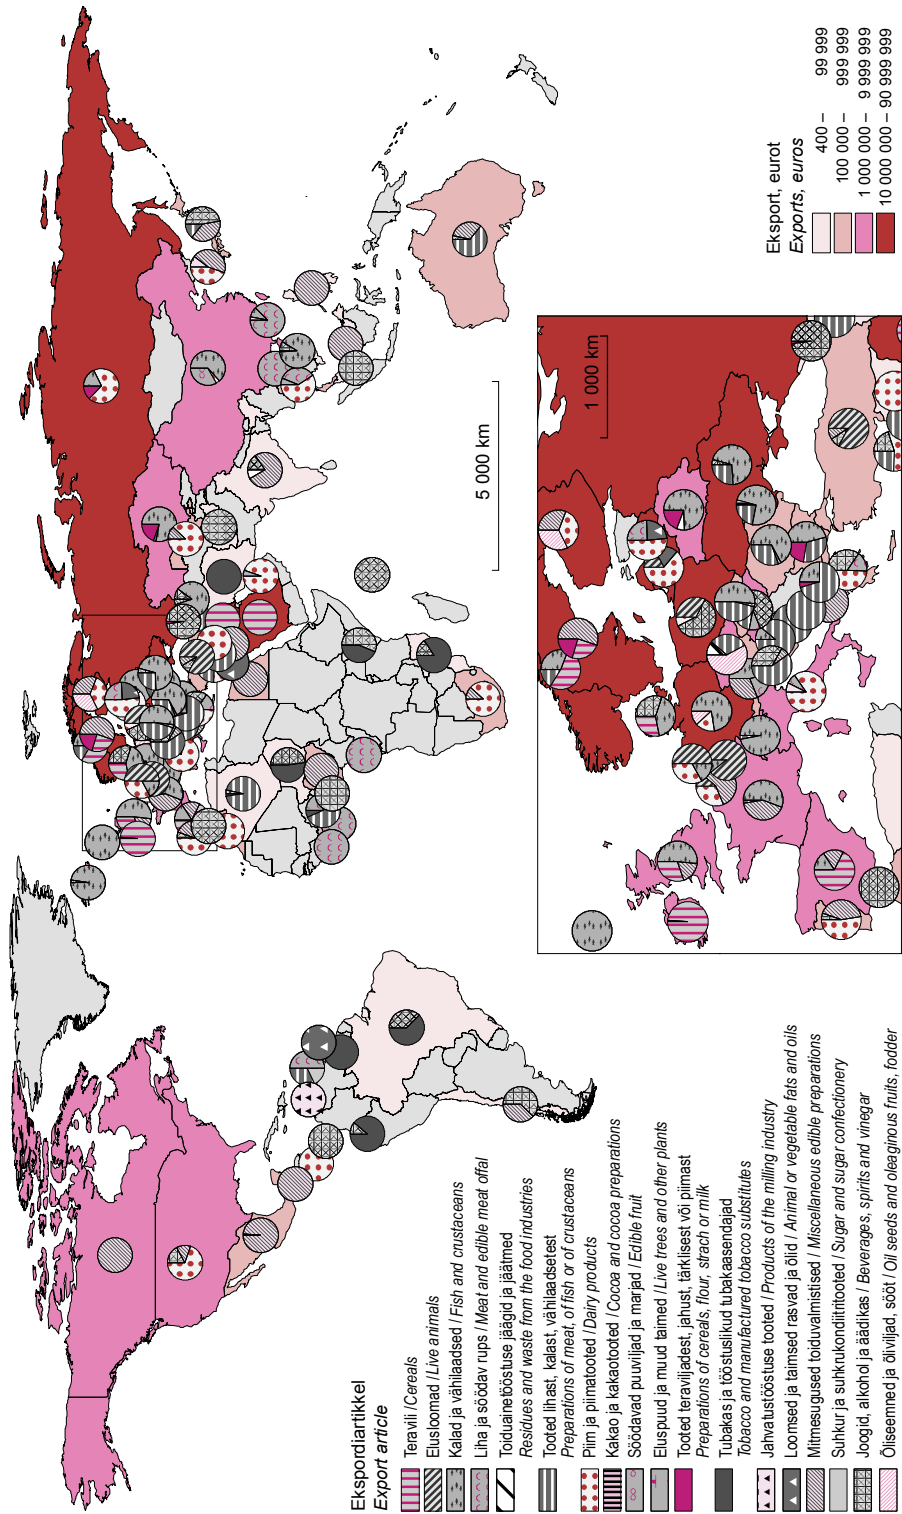 5 000 km
1 000 km
Eksport, eurot
Exports, euros
400 – 99 999
100 000 – 999 999
1 000 000 – 9 999 999
10 000 000 – 90 999 999
Ekspordiartikkel
Export article
Teravili / Cereals
Elusloomad / Live animals
Kalad ja vähilaadsed / Fish and crustaceans
Liha ja söödav rups / Meat and edible meat offal
Toiduainetööstuse jäägid ja jäätmed
Residues and waste from the food industries
Tooted lihast, kalast, vähilaadsetest
Preparations of meat, of fish or of crustaceans
Piim ja piimatooted / Dairy products
Kakao ja kakaotooted / Cocoa and cocoa preparations
Söödavad puuviljad ja marjad / Edible fruit
Eluspuud ja muud taimed / Live trees and other plants
Tooted teraviljadest, jahust, tärklisest või piimast
Preparations of cereals, flour, strach or milk
Tubakas ja tööstuslikud tubakaasendajad
Tobacco and manufactured tobacco substitutes
Jahvatustööstuse tooted / Products of the milling industry
Loomsed ja taimsed rasvad ja õlid / Animal or vegetable fats and oils
Mitmesugused toiduvalmistised / Miscellaneous edible preparations
Suhkur ja suhkrukondiitritooted / Sugar and sugar confectionery
Joogid, alkohol ja äädikas / Beverages, spirits and vinegar
Õliseemned ja õliviljad, sööt / Oil seeds and oleaginous fruits, fodder